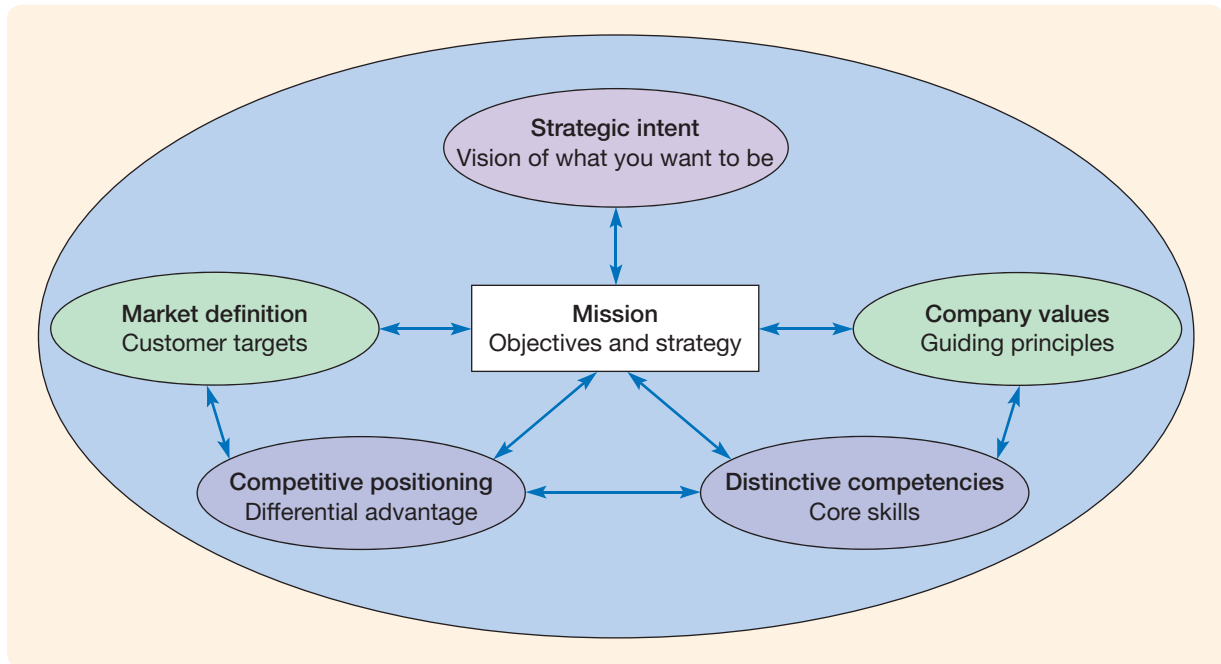 Strategic intent
Vision of what you want to be
Market definition
Customer targets
Mission
Objectives and strategy
Company values
Guiding principles
Competitive positioning
Differential advantage
Distinctive competencies
Core skills